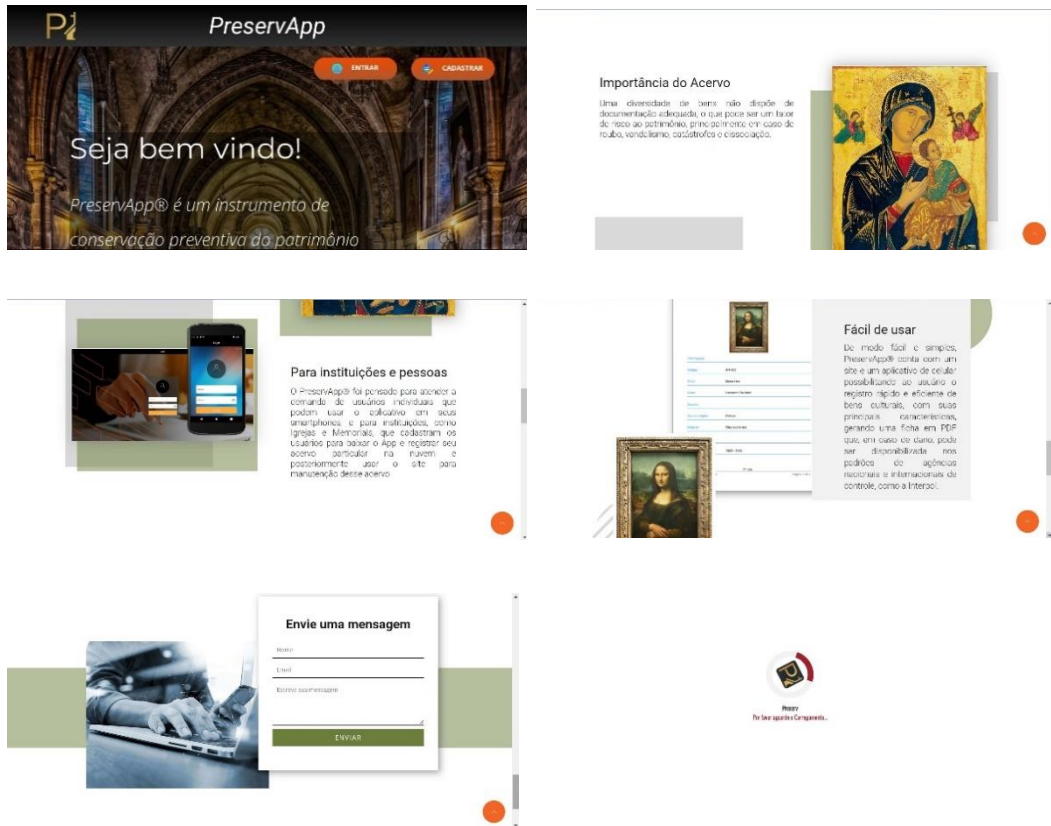 PreservApp
ENTRAR
CADASTRAR
Seja bem vindo!
PreservApp® é um instrumento de
conservação preventiva do patrimônio
Importância do Acervo
Uma diversidade de bens não dispõe de
documentação adequada, o que pode ser um fator
de risco ao patrimônio, principalmente em caso de
roubo, vandalismo, catástrofes e dissociação.
Para instituições e pessoas
O PreservApp® foi pensado para atender a
demanda de usuários individuais que
podem usar o aplicativo em seus
smartphones, e para instituições, como
Igrejas e Memoriais, que cadastram os
usuários para baixar o App e registrar seu
acervo particular na nuvem e
posteriormente usar o site para
manutenção desse acervo
Fácil de usar
De modo fácil e simples,
PreservApp® conta com um
site e um aplicativo de celular
possibilitando ao usuário o
registro rápido e eficiente de
bens culturais, com suas
principais características,
gerando uma ficha em PDF
que, em caso de dano, pode
ser disponibilizada nos
padrões de agências
nacionais e internacionais de
controle, como a Interpol.
Envie uma mensagem
Nome
Email
Escreva sua mensagem
ENVIAR
Preserv
Por favor aguarde o Carregamento...